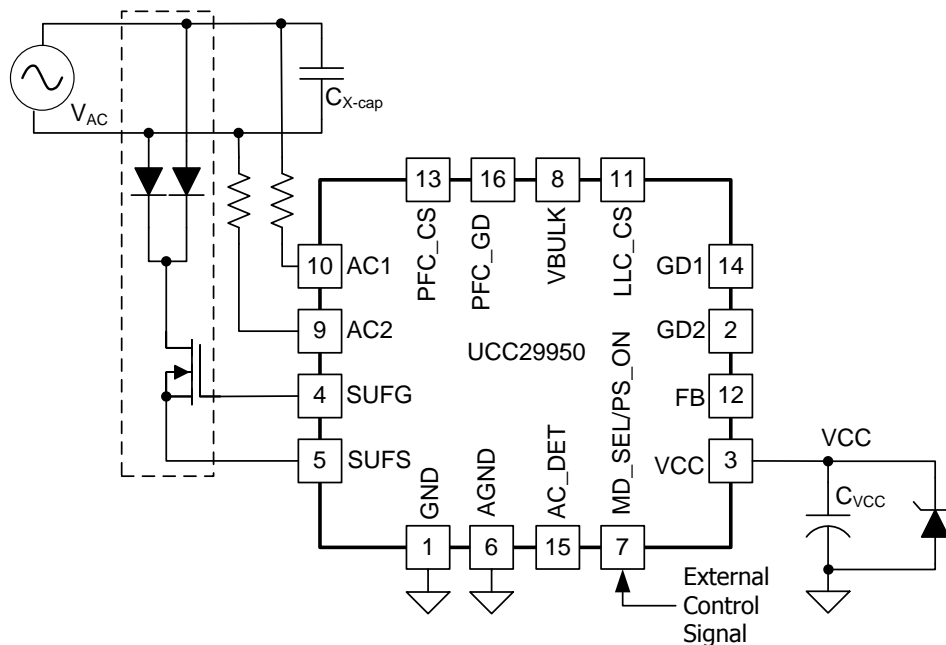 V_AC
C_X-cap
13
16
8
11
PFC_CS
PFC_GD
VBULK
LLC_CS
10
AC1
GD1
14
9
AC2
GD2
2
UCC29950
4
SUFG
FB
12
5
SUFS
VCC
3
VCC
C_VCC
GND
AGND
AC_DET
MD_SEL/PS_ON
1
6
15
7
External
Control
Signal